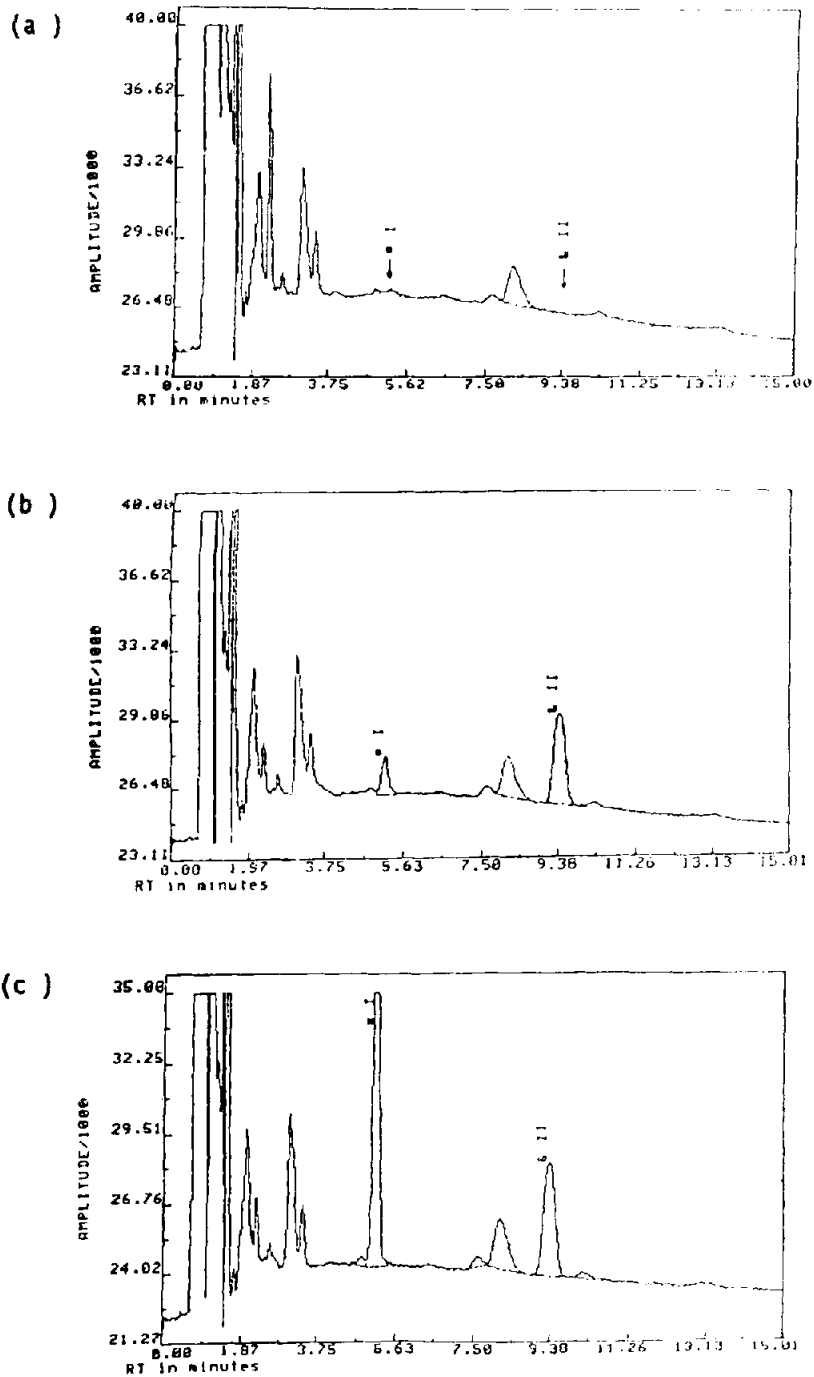 (a )
40.00
36.62
33.24
29.86
26.48
23.11
AMPLITUDE/1000
I
II
0.00 1.87 3.75 5.62 7.50 9.38 11.25 13.13 15.00
RT in minutes
(b )
40.00
36.62
33.24
29.86
26.48
23.11
AMPLITUDE/1000
I
II
0.00 3.75 5.63 7.50 9.38 11.26 13.13 15.01
RT in minutes
(c )
35.00
32.25
29.51
26.76
24.02
21.27
AMPLITUDE/1000
I
II
0.00 1.87 3.75 5.63 7.50 9.38 11.26 13.13 15.01
RT in minutes